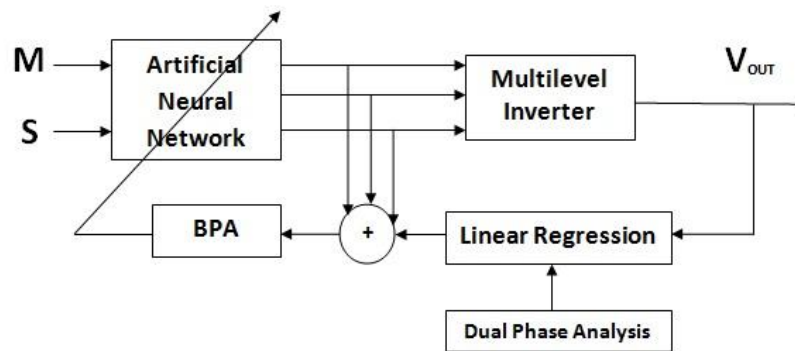 M
S
Artificial
Neural
Network
Multilevel
Inverter
VOUT
BPA
+
Linear Regression
Dual Phase Analysis